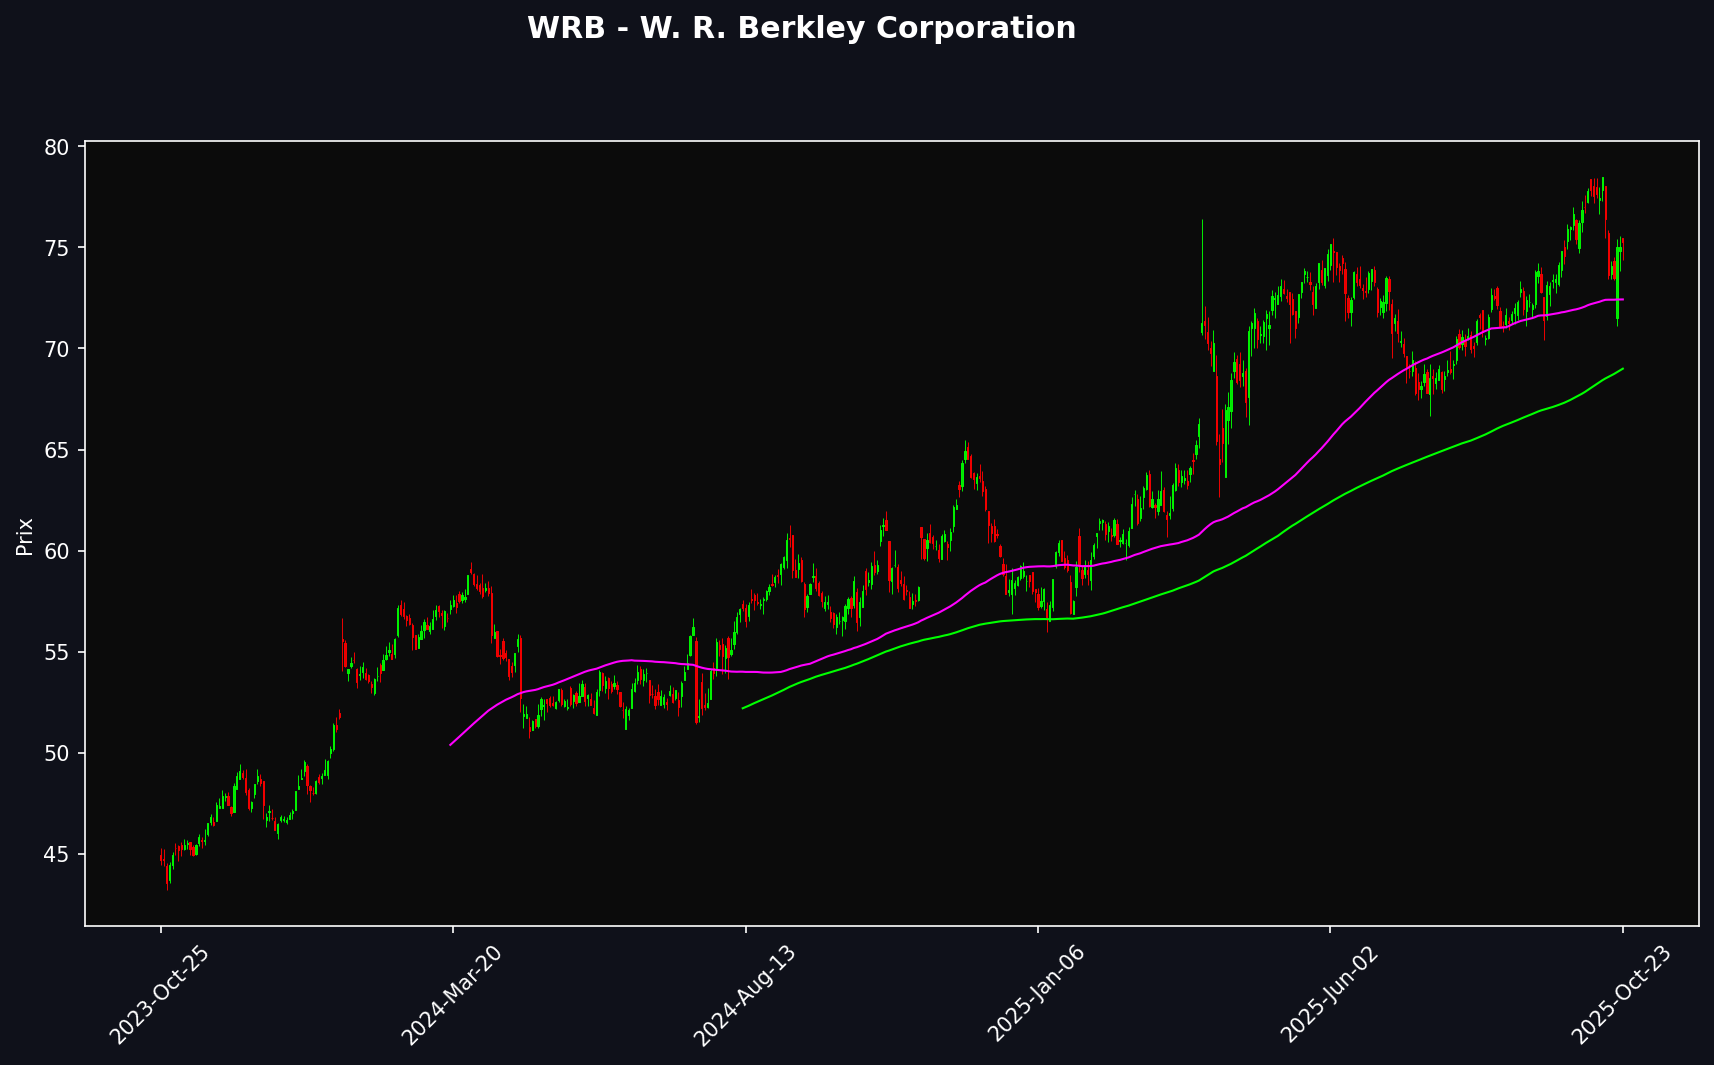 WRB - W. R. Berkley Corporation
Prix
80
75
70
65
60
55
50
45
2023-Oct-25
2024-Mar-20
2024-Aug-13
2025-Jan-06
2025-Jun-02
2025-Oct-23